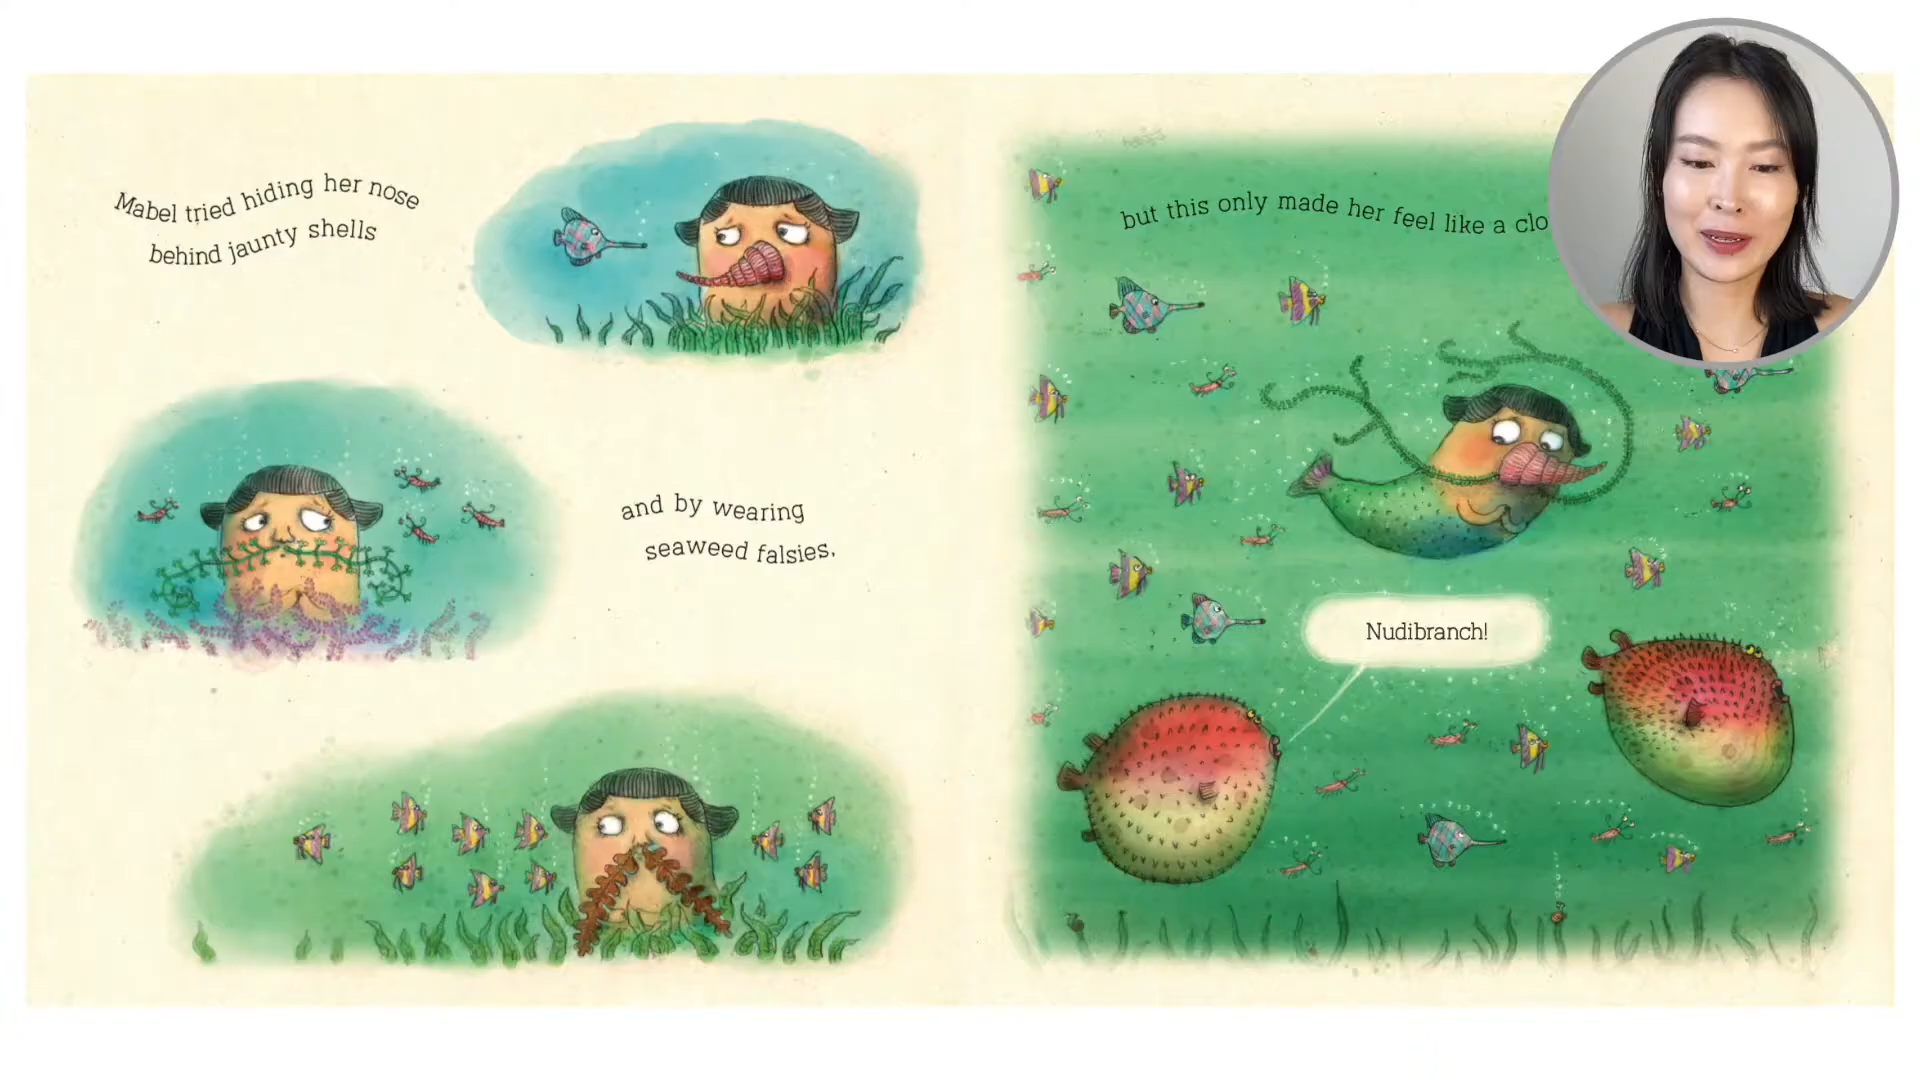 Mabel tried hiding her nose
behind jaunty shells
and by wearing
seaweed falsies,
but this only made her feel like a
Nudibranch!